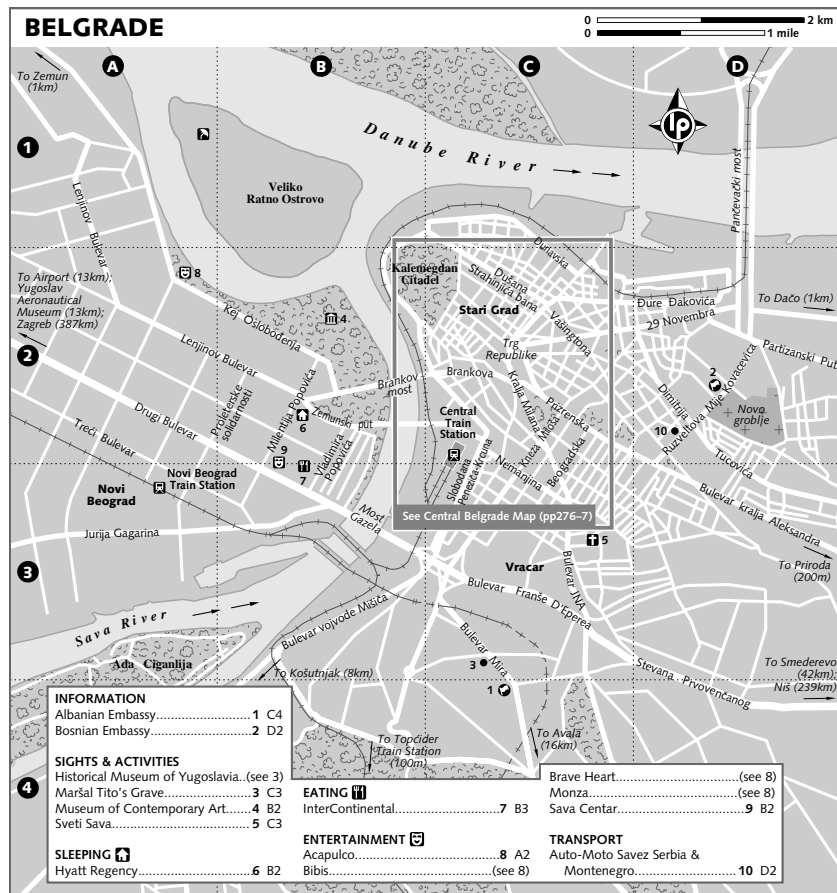 BELGRADE
0 2 km
0 1 mile
A B C D
To Zemun
(1km)
1
Danube River
Veliko
Ratno Ostrovo
Pančevački most
Lenjinov Bulevar
8
Kalemegdan
Citadel
Dunavska
Dušana
Strahinjića bana
Stari Grad
Vašingtona
To Airport (13km);
Yugoslav
Aeronautical
Museum (13km);
Zagreb (387km)
Đure Đakovića
To Daćo (1km)
29 Novembra
4
Kej Oslobođenja
2
Trg
Republike
Partizanski Put
Lenjinov Bulevar
Brankov
most
Brankova
2
Dimitrija
Ruzveltova Mije Kovacevića
Kralja Milana
Prizrenska
Novo
groblje
Proleterske
solidarnosti
Milentija Popovića
6
Zemunski put
Central
Train
Station
Kneza Miloša
10
Drugi Bulevar
Treći Bulevar
9
7
Vladimira
Popovića
Slobodana
Penezića-Krcuna
Nemanjina
Beogradska
Tucovića
Novi Beograd
Train Station
Novi
Beograd
Bulevar kralja Aleksandra
Most
Gazela
See Central Belgrade Map (pp276–7)
Jurija Gagarina
5
3
Vracar
To Priroda
(200m)
Bulevar JNA
Bulevar Franše D'Eperea
Sava River
Bulevar vojvode Mišića
Bulevar Mira
Ada Ciganlija
To Košutnjak (8km)
3
1
Stevana Prvovenčanog
To Smederevo
(42km);
Niš (239km)
To Topčider
Train Station
(100m)
To Avala
(16km)
4
INFORMATION
Albanian Embassy..............................1 C4
Bosnian Embassy..............................2 D2
SIGHTS & ACTIVITIES
Historical Museum of Yugoslavia..(see 3)
Maršal Tito's Grave..........................3 C3
Museum of Contemporary Art......4 B2
Sveti Sava..........................................5 C3
SLEEPING
Hyatt Regency..................................6 B2
EATING
InterContinental..............................7 B3
ENTERTAINMENT
Acapulco..........................................8 A2
Bibis................................................(see 8)
Brave Heart....................................(see 8)
Monza.............................................(see 8)
Sava Centar.....................................9 B2
TRANSPORT
Auto-Moto Savez Serbia &
Montenegro..................................10 D2